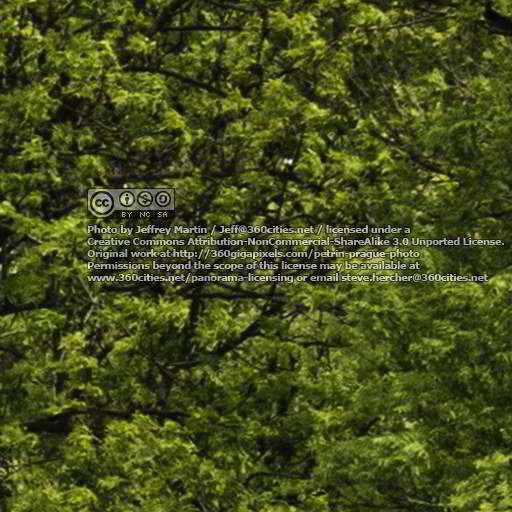 cc
BY NC SA
Photo by Jeffrey Martin / Jeff@360cities.net / licensed under a
Creative Commons Attribution-NonCommercial-ShareAlike 3.0 Unported License.
Original work at http://360gigapixels.com/petrin-prague-photo
Permissions beyond the scope of this license may be available at
www.360cities.net/panorama-licensing or email steve.hercher@360cities.net